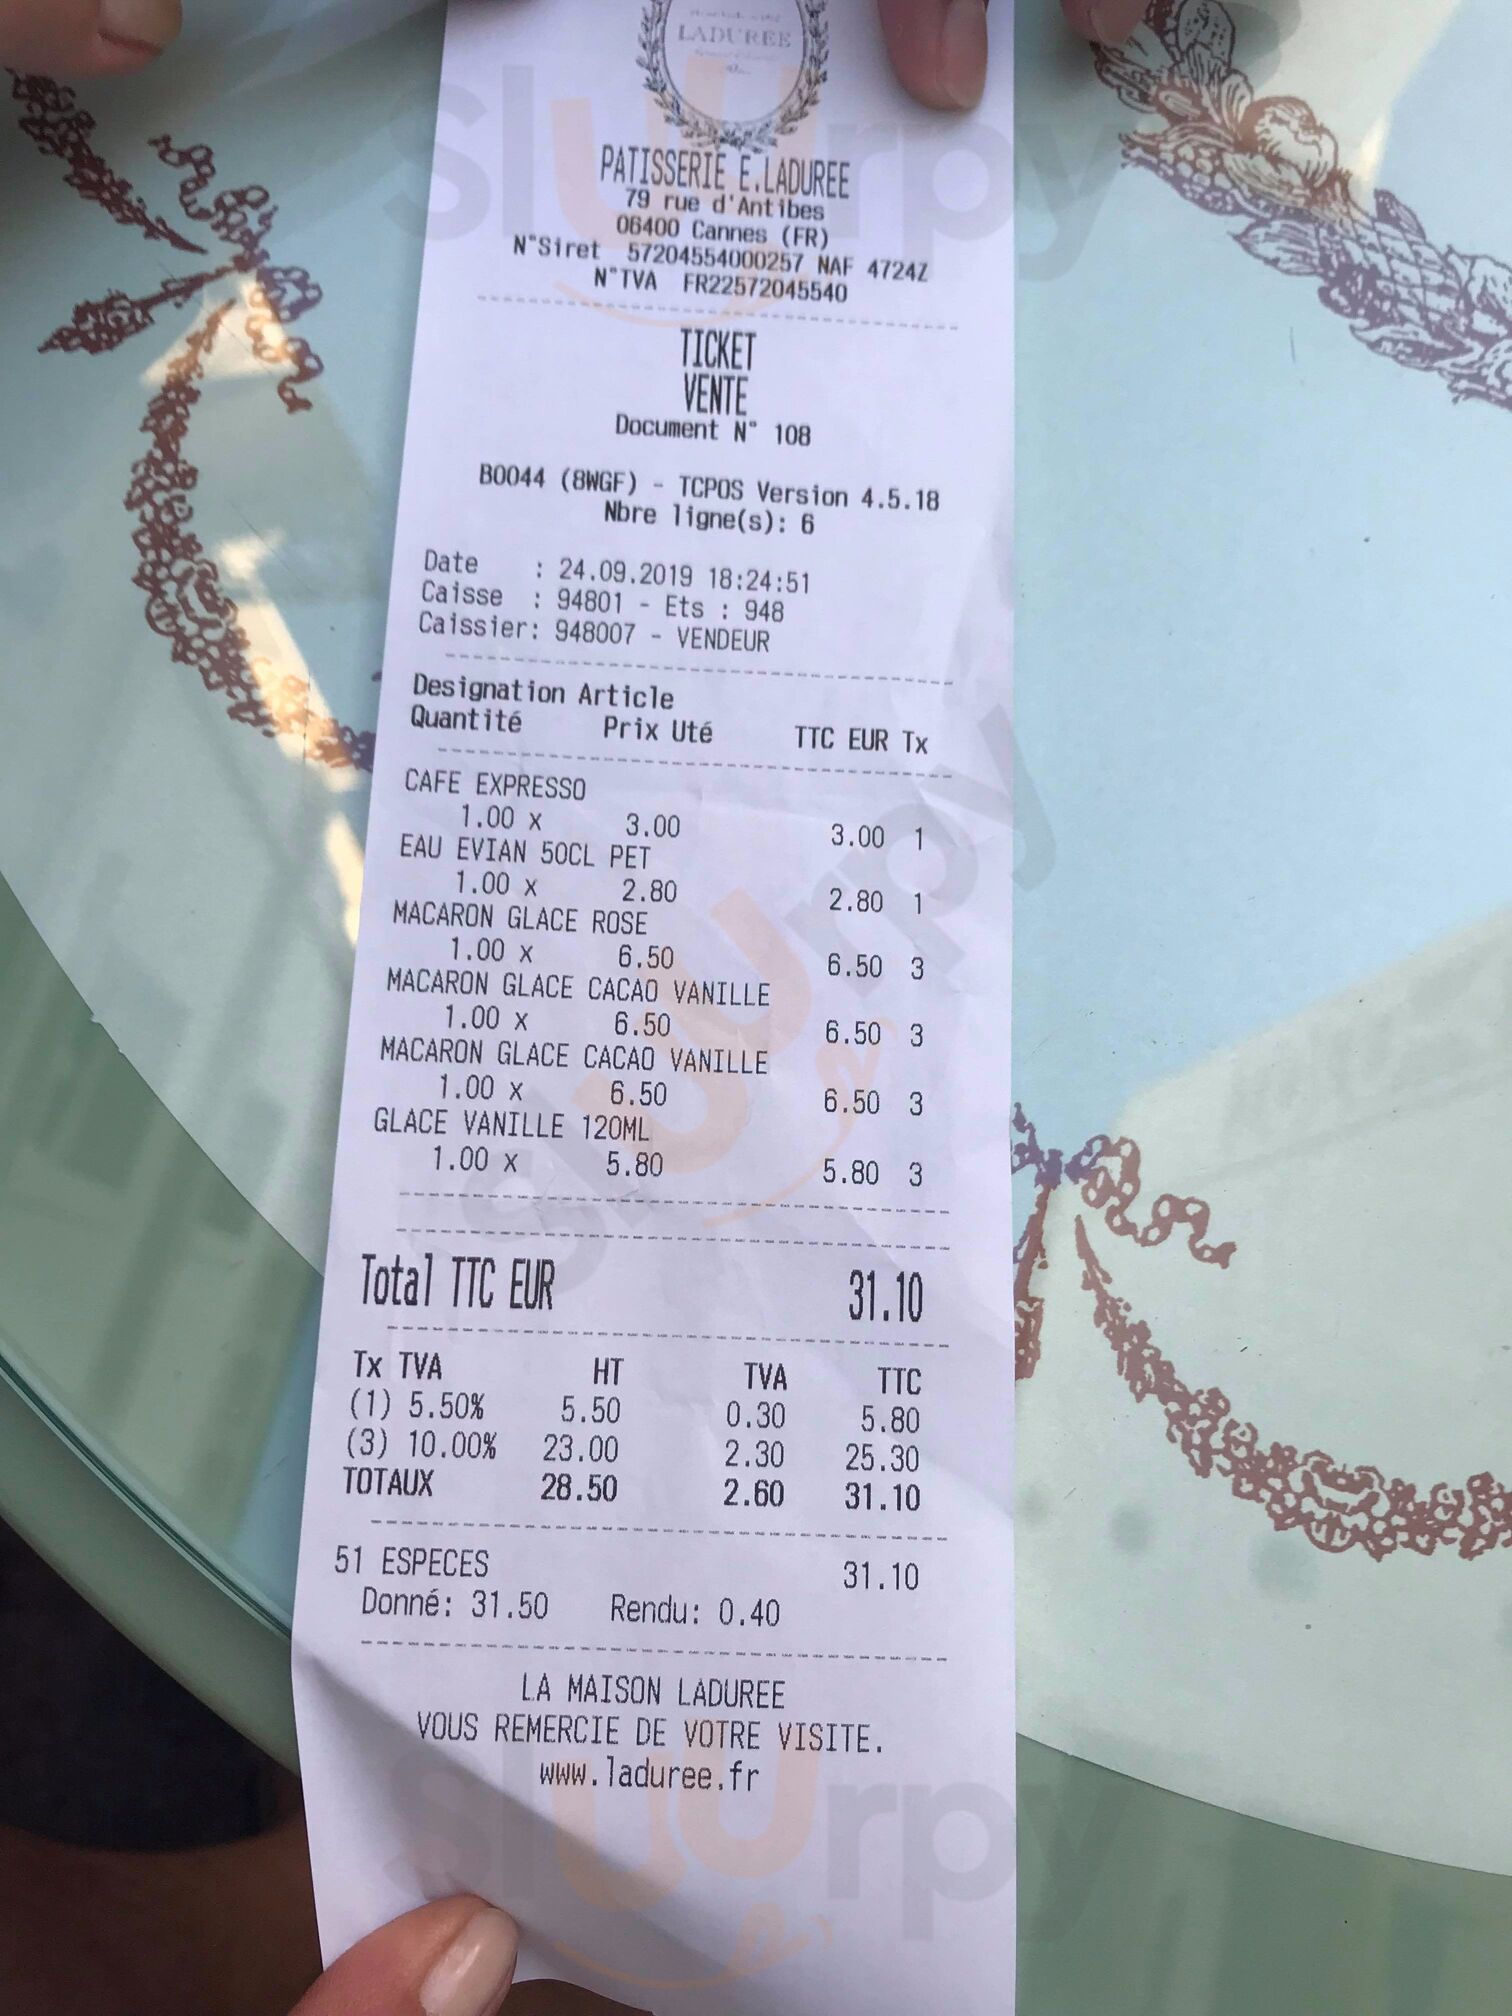 LADUREE
PATISSERIE E.LADUREE
79 rue d'Antibes
06400 Cannes (FR)
N°Siret 57204554000257 NAF 4724Z
N°TVA FR22572045540
TICKET
VENTE
Document N° 108
B0044 (8WGF) - TCPOS Version 4.5.18
Nbre ligne(s): 6
Date : 24.09.2019 18:24:51
Caisse : 94801 - Ets : 948
Caissier: 948007 - VENDEUR
Designation Article
Quantité Prix Uté TTC EUR Tx
CAFE EXPRESSO
1.00 x 3.00 3.00 1
EAU EVIAN 50CL PET
1.00 x 2.80 2.80 1
MACARON GLACE ROSE
1.00 x 6.50 6.50 3
MACARON GLACE CACAO VANILLE
1.00 x 6.50 6.50 3
MACARON GLACE CACAO VANILLE
1.00 x 6.50 6.50 3
GLACE VANILLE 120ML
1.00 x 5.80 5.80 3
Total TTC EUR 31.10
Tx TVA HT TVA TTC
(1) 5.50% 5.50 0.30 5.80
(3) 10.00% 23.00 2.30 25.30
TOTAUX 28.50 2.60 31.10
51 ESPECES 31.10
Donné: 31.50 Rendu: 0.40
LA MAISON LADUREE
VOUS REMERCIE DE VOTRE VISITE.
www.laduree.fr
slUUrpy
slUUrpy
slUUrpy